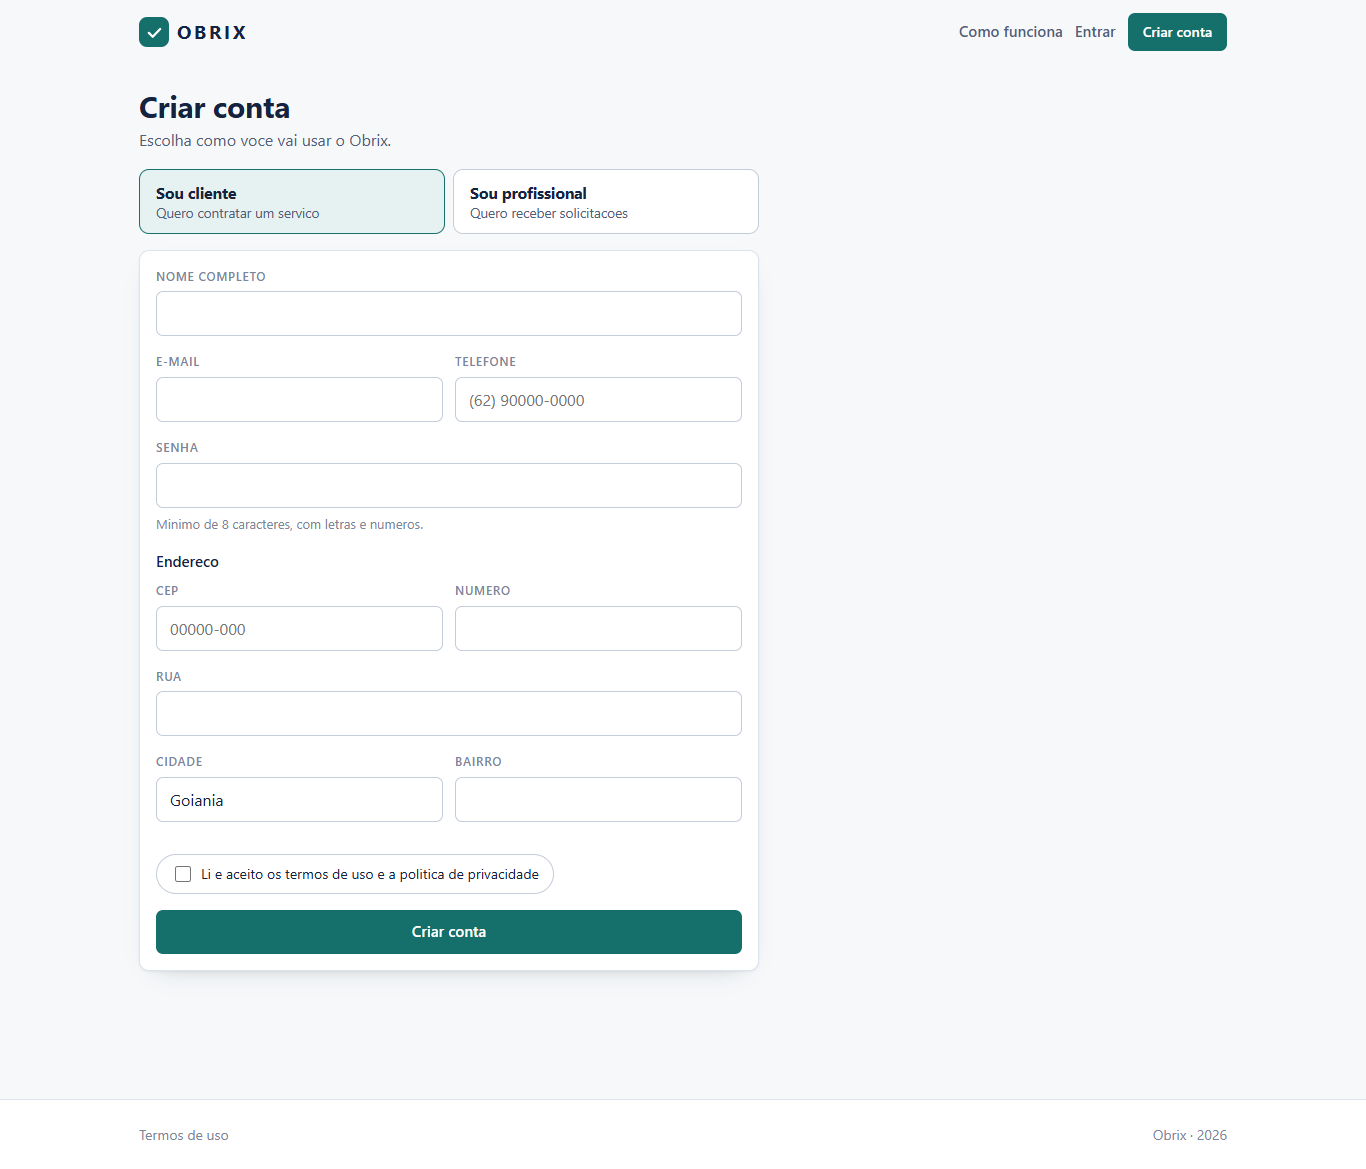 OBRIX
Como funciona
Entrar
Criar conta
Criar conta
Escolha como voce vai usar o Obrix.
Sou cliente
Quero contratar um servico
Sou profissional
Quero receber solicitacoes
NOME COMPLETO
E-MAIL
TELEFONE
(62) 90000-0000
SENHA
Minimo de 8 caracteres, com letras e numeros.
Endereco
CEP
NUMERO
00000-000
RUA
CIDADE
BAIRRO
Goiania
Li e aceito os termos de uso e a politica de privacidade
Criar conta
Termos de uso
Obrix · 2026